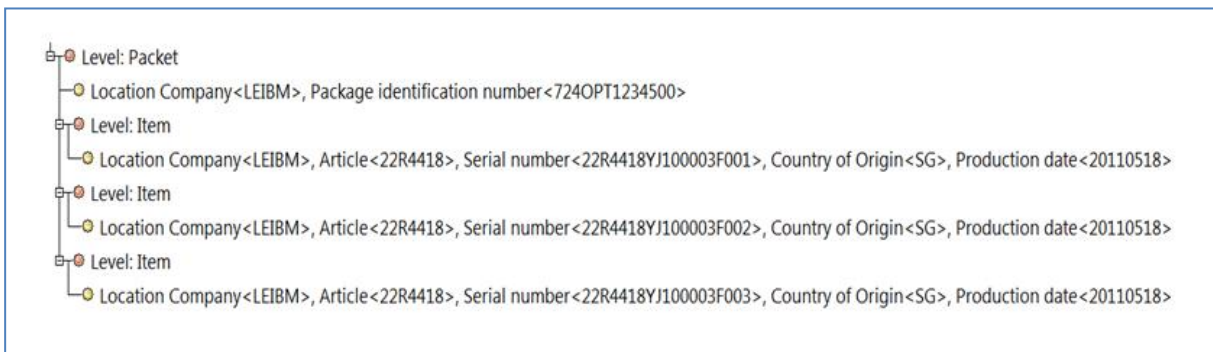 Level: Packet
Location Company<LEIBM>, Package identification number<724OPT1234500>
Level: Item
Location Company<LEIBM>, Article<22R4418>, Serial number<22R4418YJ100003F001>, Country of Origin<SG>, Production date<20110518>
Level: Item
Location Company<LEIBM>, Article<22R4418>, Serial number<22R4418YJ100003F002>, Country of Origin<SG>, Production date<20110518>
Level: Item
Location Company<LEIBM>, Article<22R4418>, Serial number<22R4418YJ100003F003>, Country of Origin<SG>, Production date<20110518>